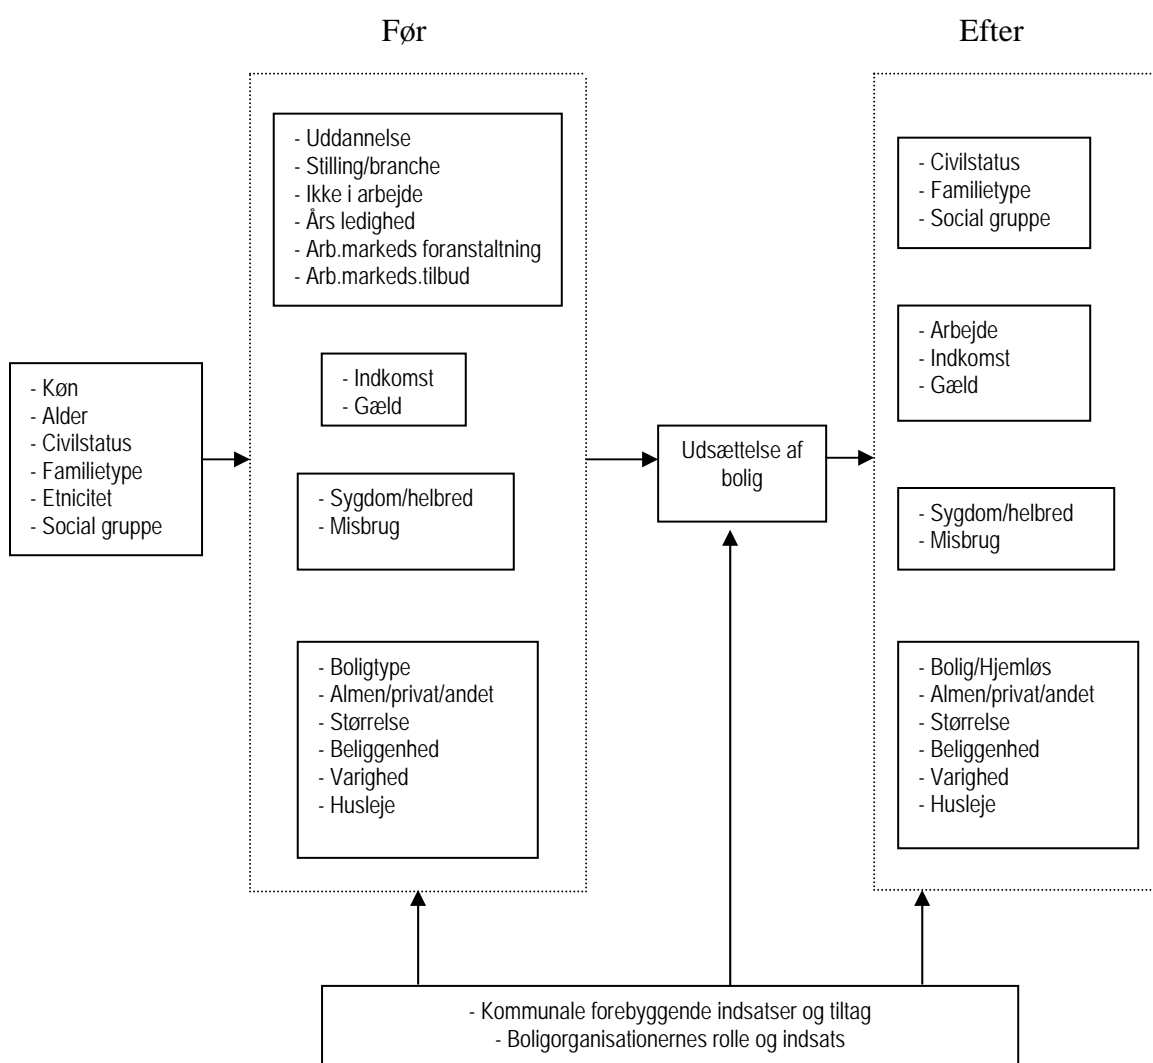 Før
Efter
- Uddannelse
- Stilling/branche
- Ikke i arbejde
- Års ledighed
- Arb.markeds foranstaltning
- Arb.markeds.tilbud
- Civilstatus
- Familietype
- Social gruppe
- Køn
- Alder
- Civilstatus
- Familietype
- Etnicitet
- Social gruppe
- Indkomst
- Gæld
- Arbejde
- Indkomst
- Gæld
Udsættelse af
bolig
- Sygdom/helbred
- Misbrug
- Sygdom/helbred
- Misbrug
- Boligtype
- Almen/privat/andet
- Størrelse
- Beliggenhed
- Varighed
- Husleje
- Bolig/Hjemløs
- Almen/privat/andet
- Størrelse
- Beliggenhed
- Varighed
- Husleje
- Kommunale forebyggende indsatser og tiltag
- Boligorganisationernes rolle og indsats